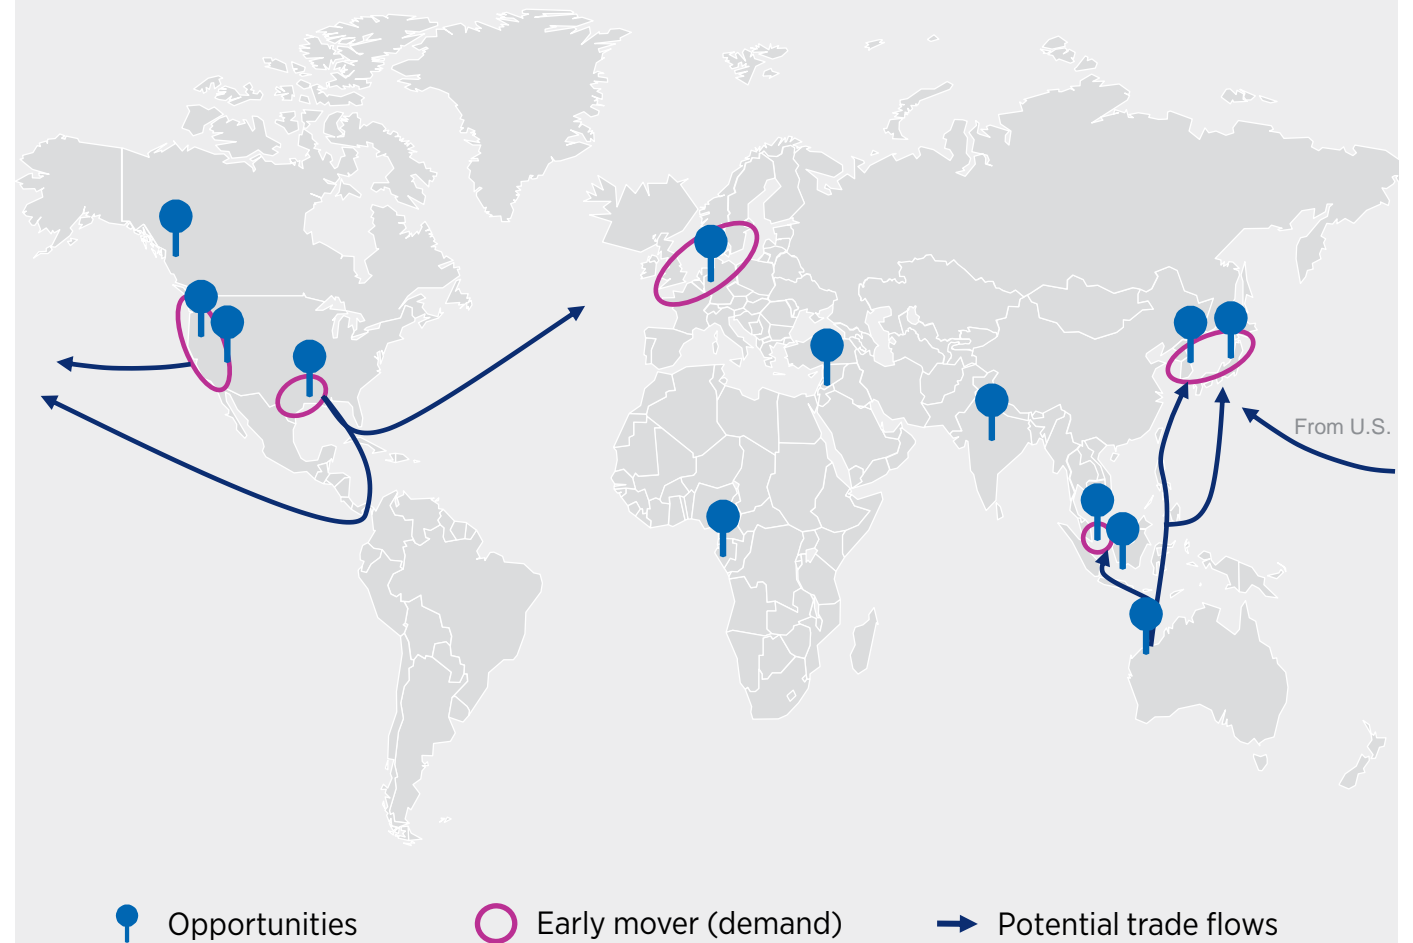 From U.S.
Opportunities
Early mover (demand)
Potential trade flows